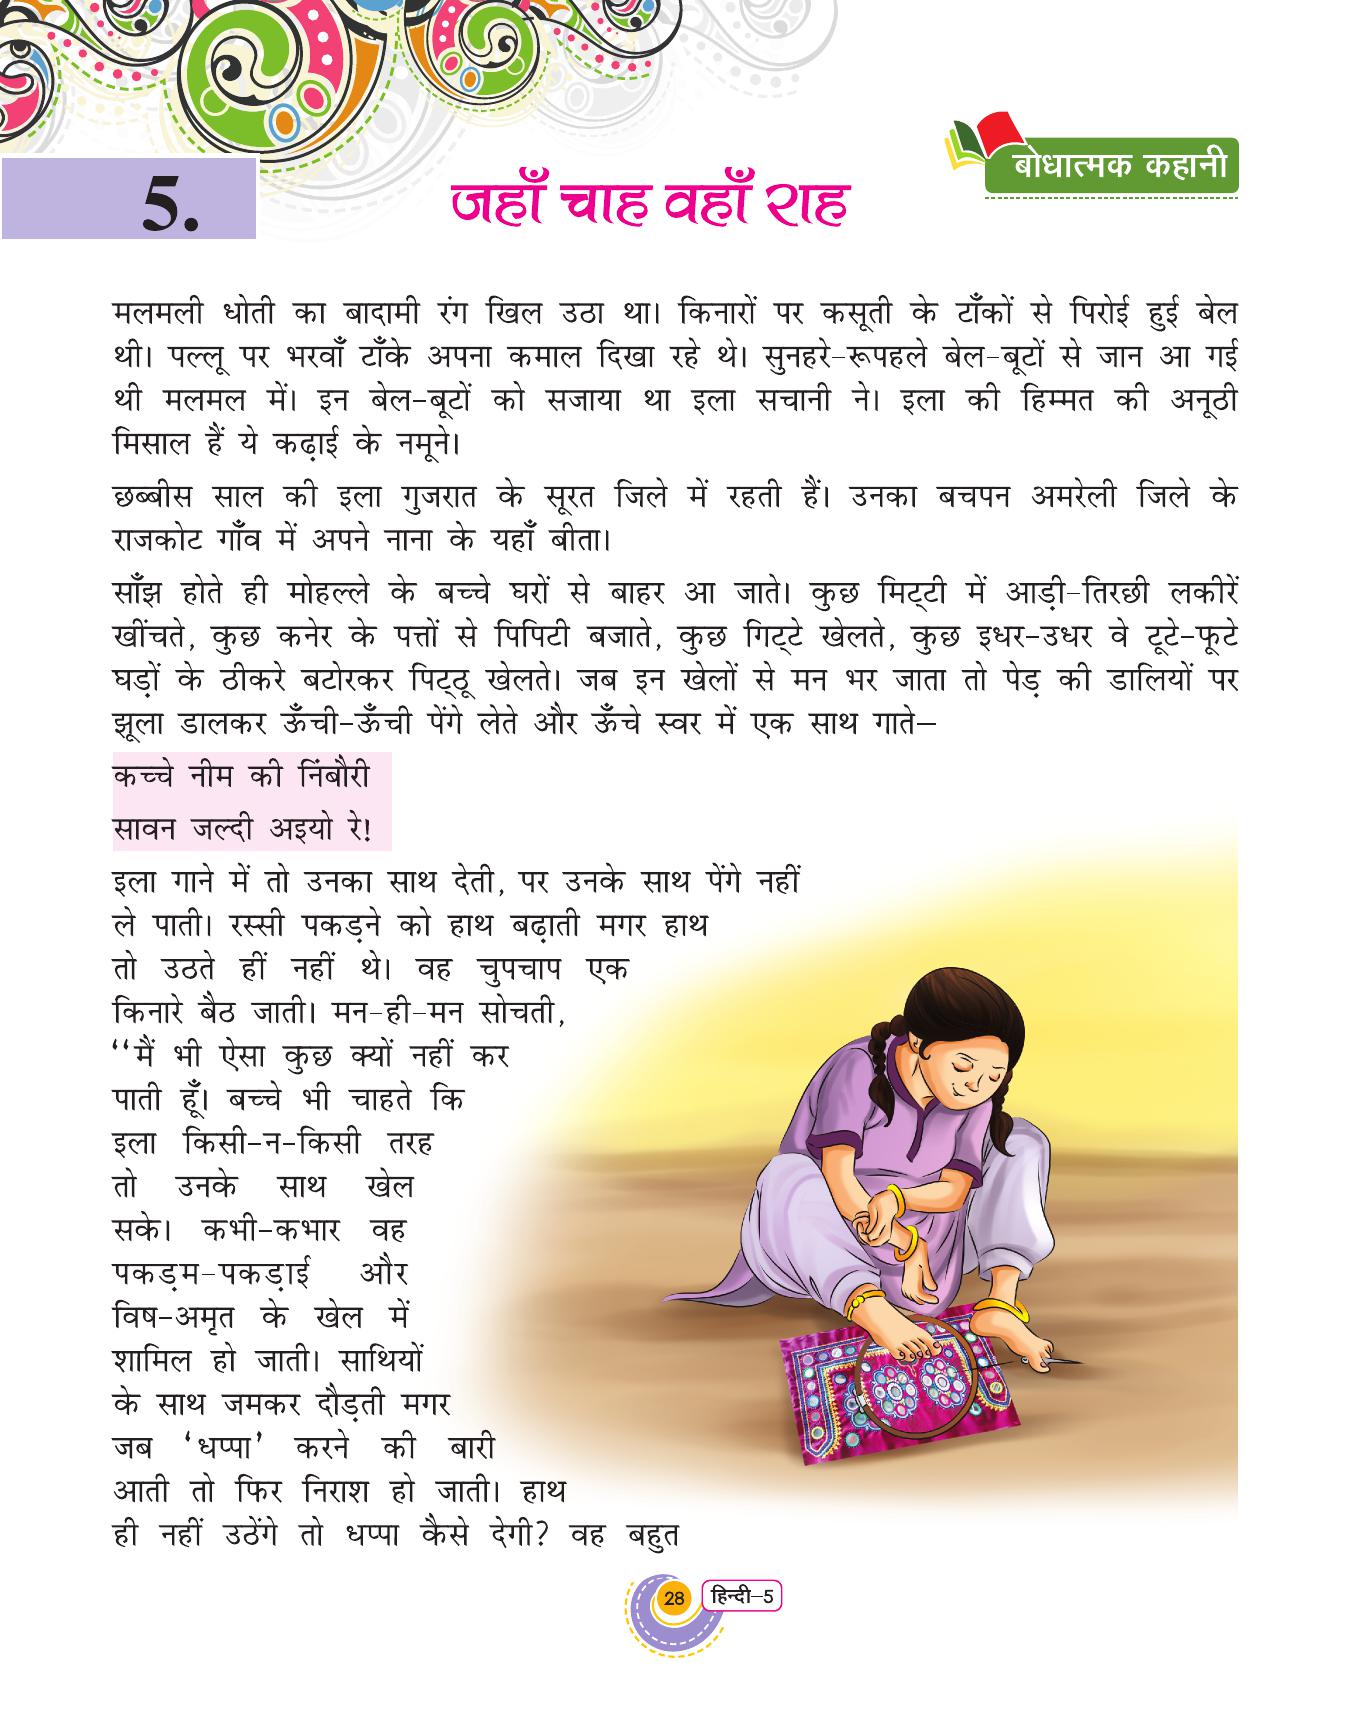 5.
जहाँ चाह वहाँ राह
बोधात्मक कहानी
मलमली धोती का बादामी रंग खिल उठा था। किनारों पर कसूती के टाँकों से पिरोई हुई बेल
थी। पल्लू पर भरवाँ टाँके अपना कमाल दिखा रहे थे। सुनहरे-रूपहले बेल-बूटों से जान आ गई
थी मलमल में। इन बेल-बूटों को सजाया था इला सचानी ने। इला की हिम्मत की अनूठी
मिसाल हैं ये कढ़ाई के नमूने।
छब्बीस साल की इला गुजरात के सूरत जिले में रहती हैं। उनका बचपन अमरेली जिले के
राजकोट गाँव में अपने नाना के यहाँ बीता।
साँझ होते ही मोहल्ले के बच्चे घरों से बाहर आ जाते। कुछ मिट्टी में आड़ी-तिरछी लकीरें
खींचते, कुछ कनेर के पत्तों से पिपिटी बजाते, कुछ गिट्टे खेलते, कुछ इधर-उधर वे टूटे-फूटे
घड़ों के ठीकरे बटोरकर पिट्ठू खेलते। जब इन खेलों से मन भर जाता तो पेड़ की डालियों पर
झूला डालकर ऊँची-ऊँची पेंगे लेते और ऊँचे स्वर में एक साथ गाते—
कच्चे नीम की निंबौरी
सावन जल्दी अइयो रे!
इला गाने में तो उनका साथ देती, पर उनके साथ पेंगे नहीं
ले पाती। रस्सी पकड़ने को हाथ बढ़ाती मगर हाथ
तो उठते हीं नहीं थे। वह चुपचाप एक
किनारे बैठ जाती। मन-ही-मन सोचती,
‘‘मैं भी ऐसा कुछ क्यों नहीं कर
पाती हूँ। बच्चे भी चाहते कि
इला किसी-न-किसी तरह
तो उनके साथ खेल
सके। कभी-कभार वह
पकड़म-पकड़ाई और
विष-अमृत के खेल में
शामिल हो जाती। साथियों
के साथ जमकर दौड़ती मगर
जब ‘धप्पा’ करने की बारी
आती तो फिर निराश हो जाती। हाथ
ही नहीं उठेंगे तो धप्पा कैसे देगी? वह बहुत
28
हिन्दी—5